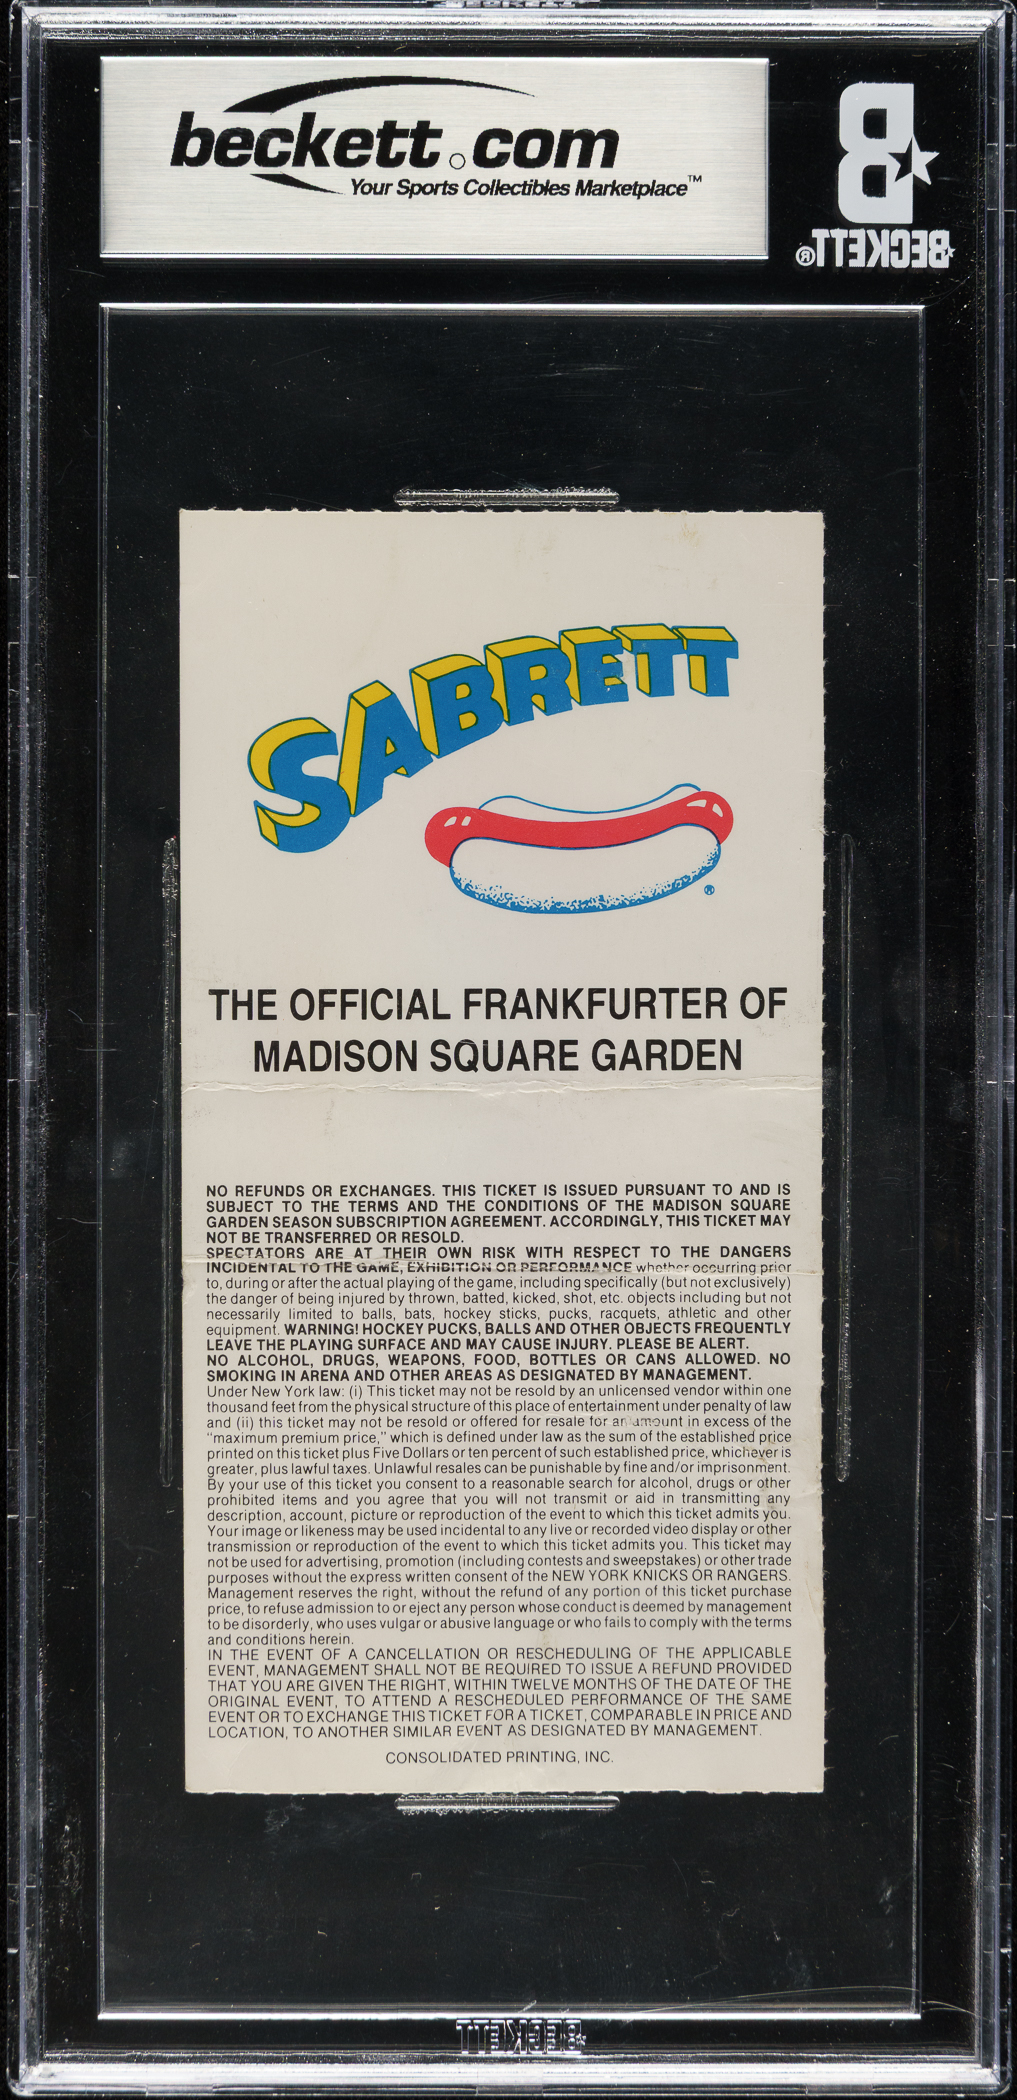 beckett.com
Your Sports Collectibles Marketplace™
B
BECKETT®
SABRETT
®
THE OFFICIAL FRANKFURTER OF
MADISON SQUARE GARDEN
NO REFUNDS OR EXCHANGES. THIS TICKET IS ISSUED PURSUANT TO AND IS
SUBJECT TO THE TERMS AND THE CONDITIONS OF THE MADISON SQUARE
GARDEN SEASON SUBSCRIPTION AGREEMENT. ACCORDINGLY, THIS TICKET MAY
NOT BE TRANSFERRED OR RESOLD.
SPECTATORS ARE AT THEIR OWN RISK WITH RESPECT TO THE DANGERS
INCIDENTAL TO THE GAME, EXHIBITION OR PERFORMANCE whether occurring prior
to, during or after the actual playing of the game, including specifically (but not exclusively)
the danger of being injured by thrown, batted, kicked, shot, etc. objects including but not
necessarily limited to balls, bats, hockey sticks, pucks, racquets, athletic and other
equipment. WARNING! HOCKEY PUCKS, BALLS AND OTHER OBJECTS FREQUENTLY
LEAVE THE PLAYING SURFACE AND MAY CAUSE INJURY. PLEASE BE ALERT.
NO ALCOHOL, DRUGS, WEAPONS, FOOD, BOTTLES OR CANS ALLOWED. NO
SMOKING IN ARENA AND OTHER AREAS AS DESIGNATED BY MANAGEMENT.
Under New York law: (i) This ticket may not be resold by an unlicensed vendor within one
thousand feet from the physical structure of this place of entertainment under penalty of law
and (ii) this ticket may not be resold or offered for resale for an amount in excess of the
"maximum premium price," which is defined under law as the sum of the established price
printed on this ticket plus Five Dollars or ten percent of such established price, whichever is
greater, plus lawful taxes. Unlawful resales can be punishable by fine and/or imprisonment.
By your use of this ticket you consent to a reasonable search for alcohol, drugs or other
prohibited items and you agree that you will not transmit or aid in transmitting any
description, account, picture or reproduction of the event to which this ticket admits you.
Your image or likeness may be used incidental to any live or recorded video display or other
transmission or reproduction of the event to which this ticket admits you. This ticket may
not be used for advertising, promotion (including contests and sweepstakes) or other trade
purposes without the express written consent of the NEW YORK KNICKS OR RANGERS.
Management reserves the right, without the refund of any portion of this ticket purchase
price, to refuse admission to or eject any person whose conduct is deemed by management
to be disorderly, who uses vulgar or abusive language or who fails to comply with the terms
and conditions herein.
IN THE EVENT OF A CANCELLATION OR RESCHEDULING OF THE APPLICABLE
EVENT, MANAGEMENT SHALL NOT BE REQUIRED TO ISSUE A REFUND PROVIDED
THAT YOU ARE GIVEN THE RIGHT, WITHIN TWELVE MONTHS OF THE DATE OF THE
ORIGINAL EVENT, TO ATTEND A RESCHEDULED PERFORMANCE OF THE SAME
EVENT OR TO EXCHANGE THIS TICKET FOR A TICKET, COMPARABLE IN PRICE AND
LOCATION, TO ANOTHER SIMILAR EVENT AS DESIGNATED BY MANAGEMENT.
CONSOLIDATED PRINTING, INC.
BECKETT